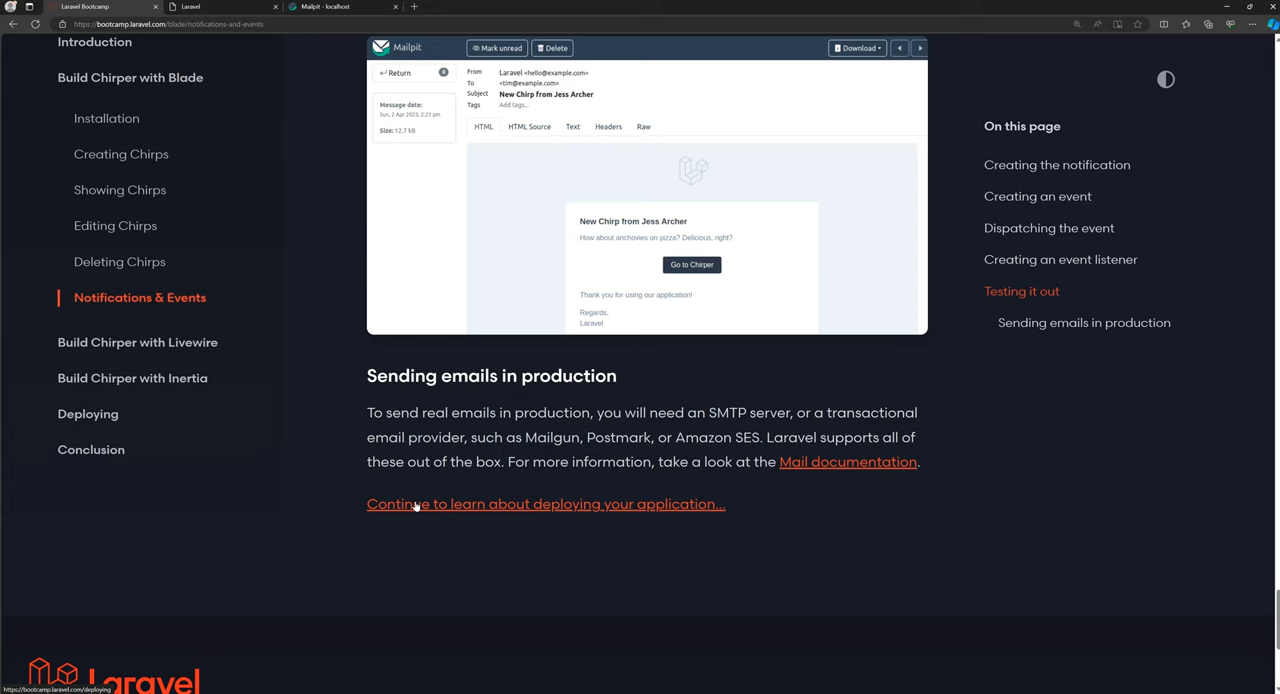 Laravel Bootcamp
Laravel
Mailpit - localhost
https://bootcamp.laravel.com/blade/notifications-and-events
Introduction
Build Chirper with Blade
Installation
Creating Chirps
Showing Chirps
Editing Chirps
Deleting Chirps
Notifications & Events
Build Chirper with Livewire
Build Chirper with Inertia
Deploying
Conclusion
Mailpit
Mark unread
Delete
Download
Return
0
Message date:
Sun, 2 Apr 2023, 2:23 pm
Size: 12.7 kB
From Laravel <hello@example.com>
To <tim@example.com>
Subject New Chirp from Jess Archer
Tags Add tags...
HTML HTML Source Text Headers Raw
New Chirp from Jess Archer
How about anchovies on pizza? Delicious, right?
Go to Chirper
Thank you for using our application!
Regards,
Laravel
Sending emails in production
To send real emails in production, you will need an SMTP server, or a transactional
email provider, such as Mailgun, Postmark, or Amazon SES. Laravel supports all of
these out of the box. For more information, take a look at the Mail documentation.
Continue to learn about deploying your application...
On this page
Creating the notification
Creating an event
Dispatching the event
Creating an event listener
Testing it out
Sending emails in production
Laravel
https://bootcamp.laravel.com/deploying